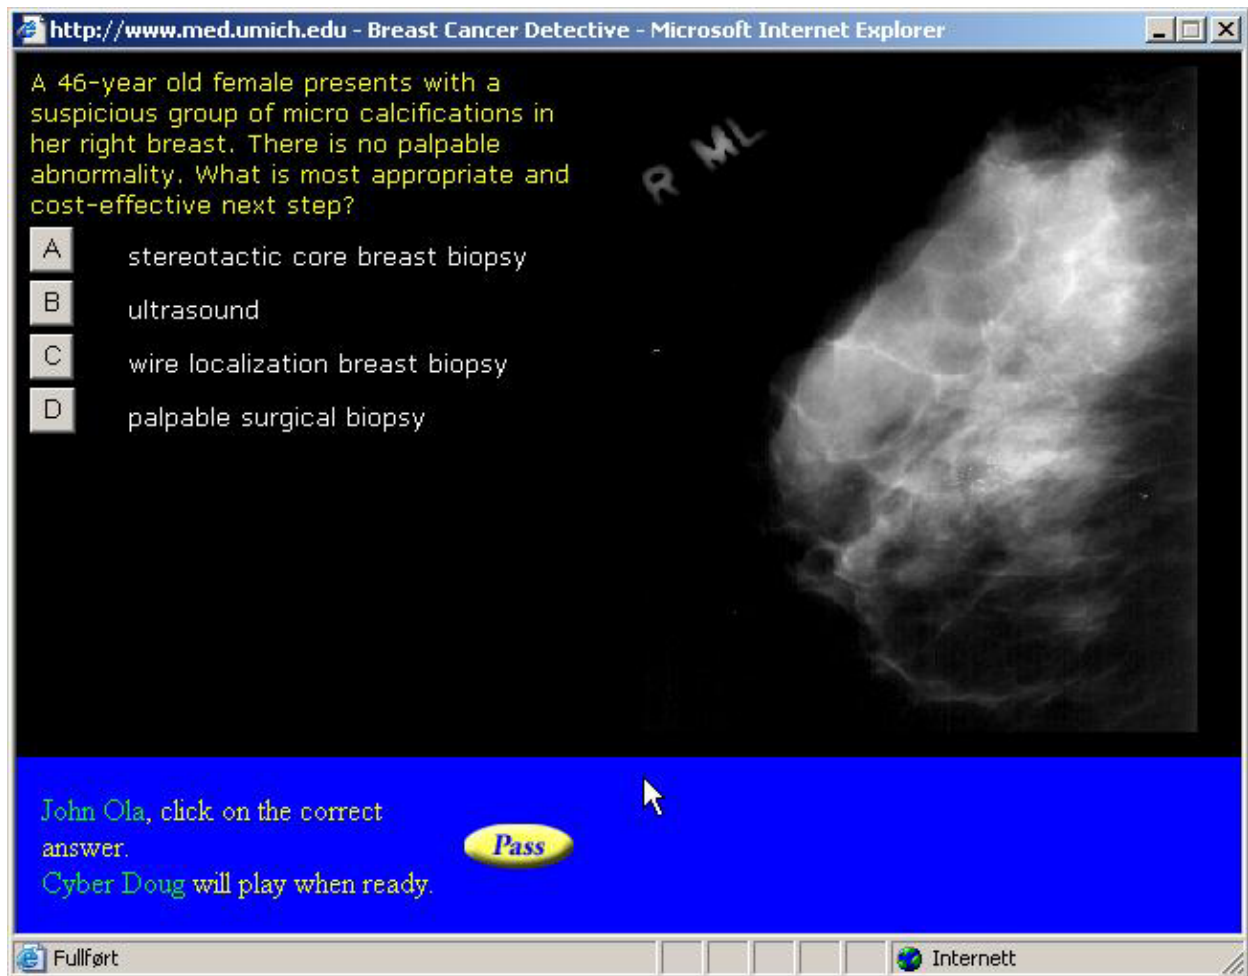 http://www.med.umich.edu - Breast Cancer Detective - Microsoft Internet Explorer
A 46-year old female presents with a
suspicious group of micro calcifications in
her right breast. There is no palpable
abnormality. What is most appropriate and
cost-effective next step?
A stereotactic core breast biopsy
B ultrasound
C wire localization breast biopsy
D palpable surgical biopsy
R ML
John Ola, click on the correct
answer.
Cyber Doug will play when ready.
Pass
Fullført
Internett